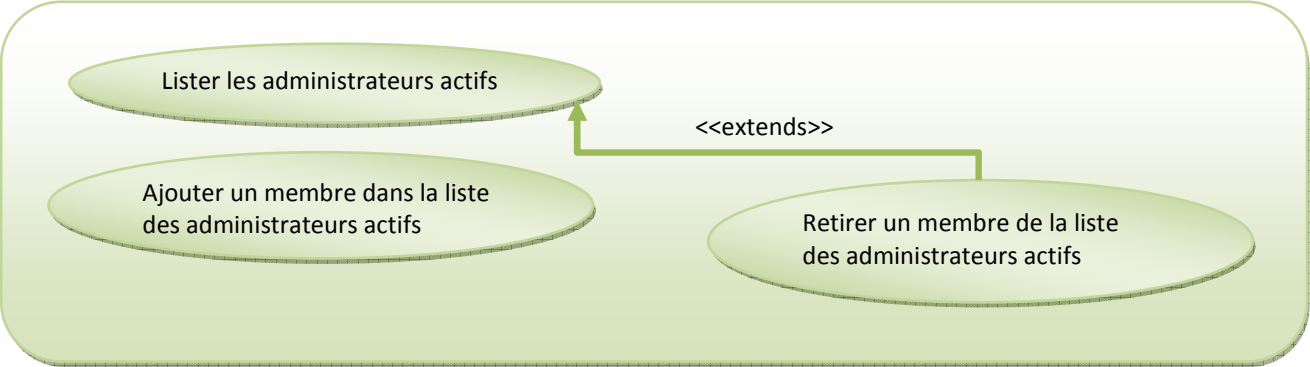 Lister les administrateurs actifs
<<extends>>
Ajouter un membre dans la liste
des administrateurs actifs
Retirer un membre de la liste
des administrateurs actifs